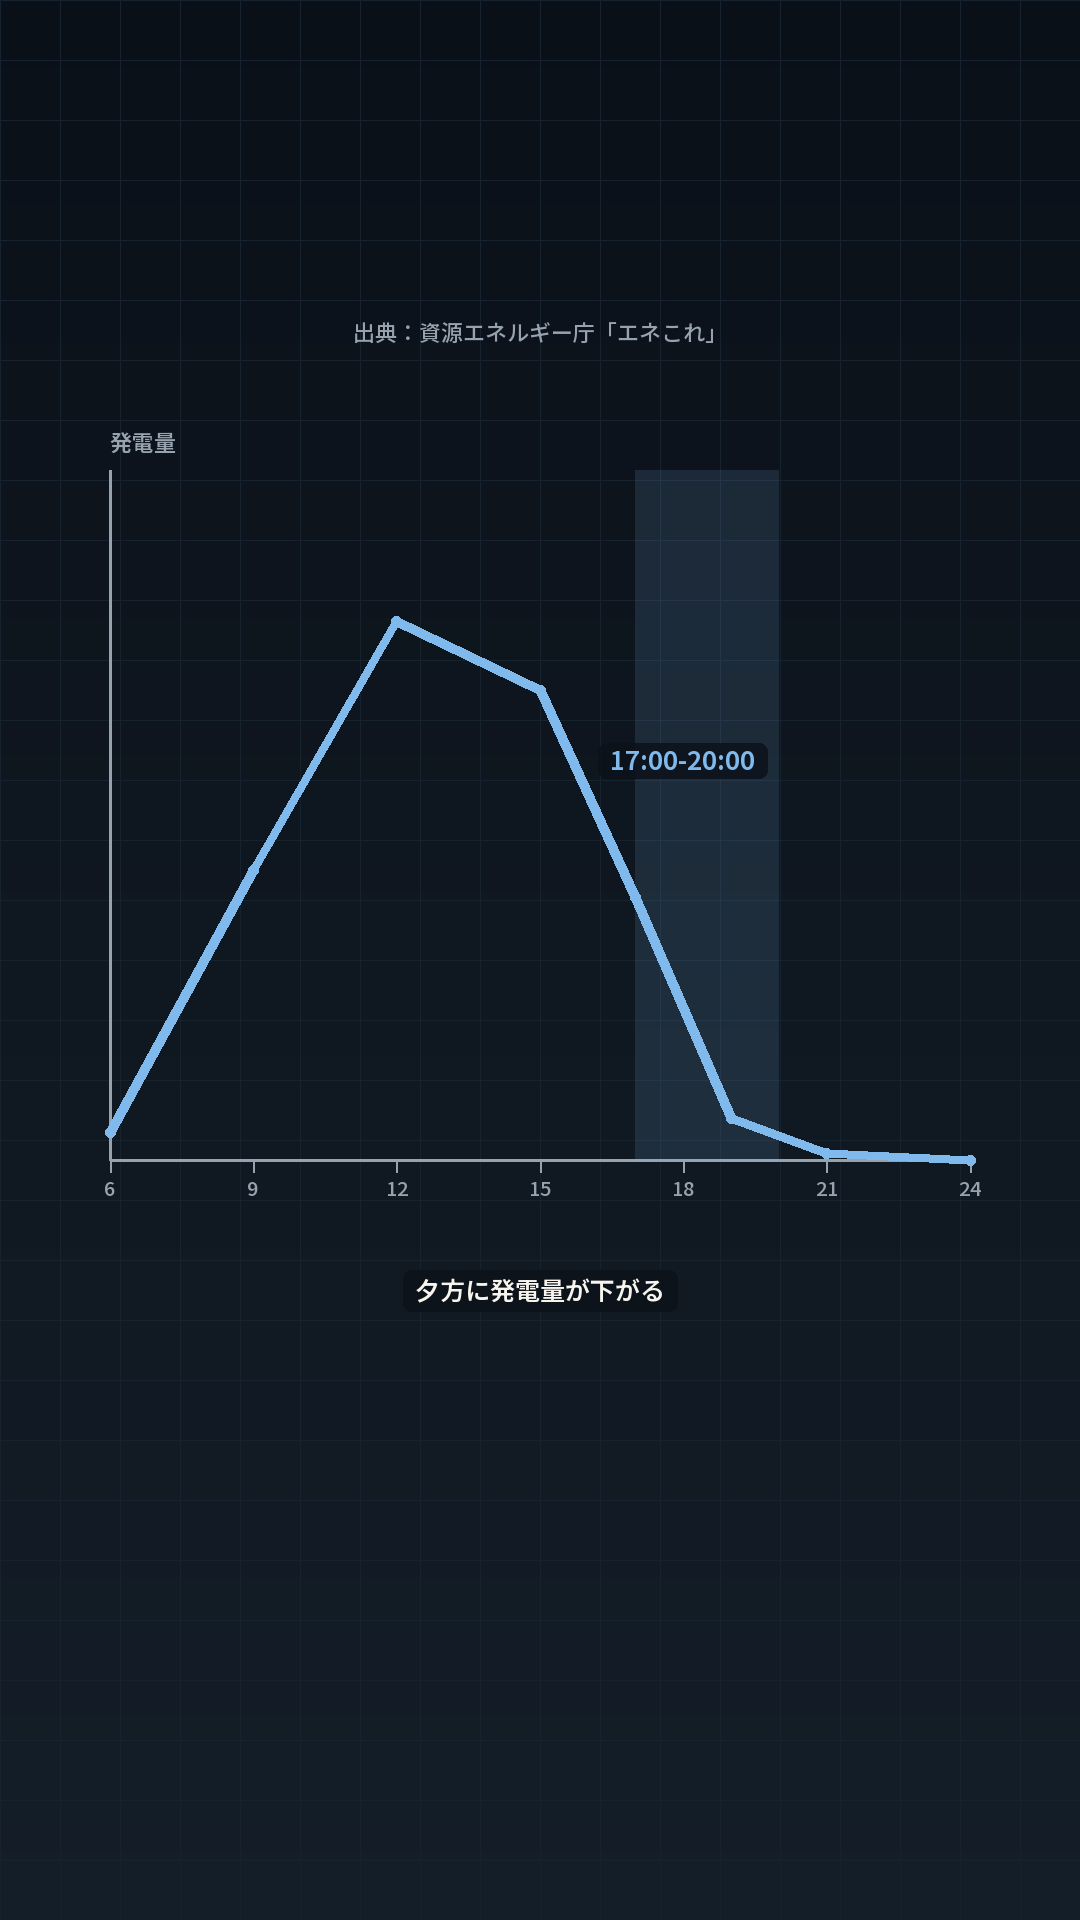 出典：資源エネルギー庁「エネこれ」
発電量
17:00-20:00
6 9 12 15 18 21 24
夕方に発電量が下がる